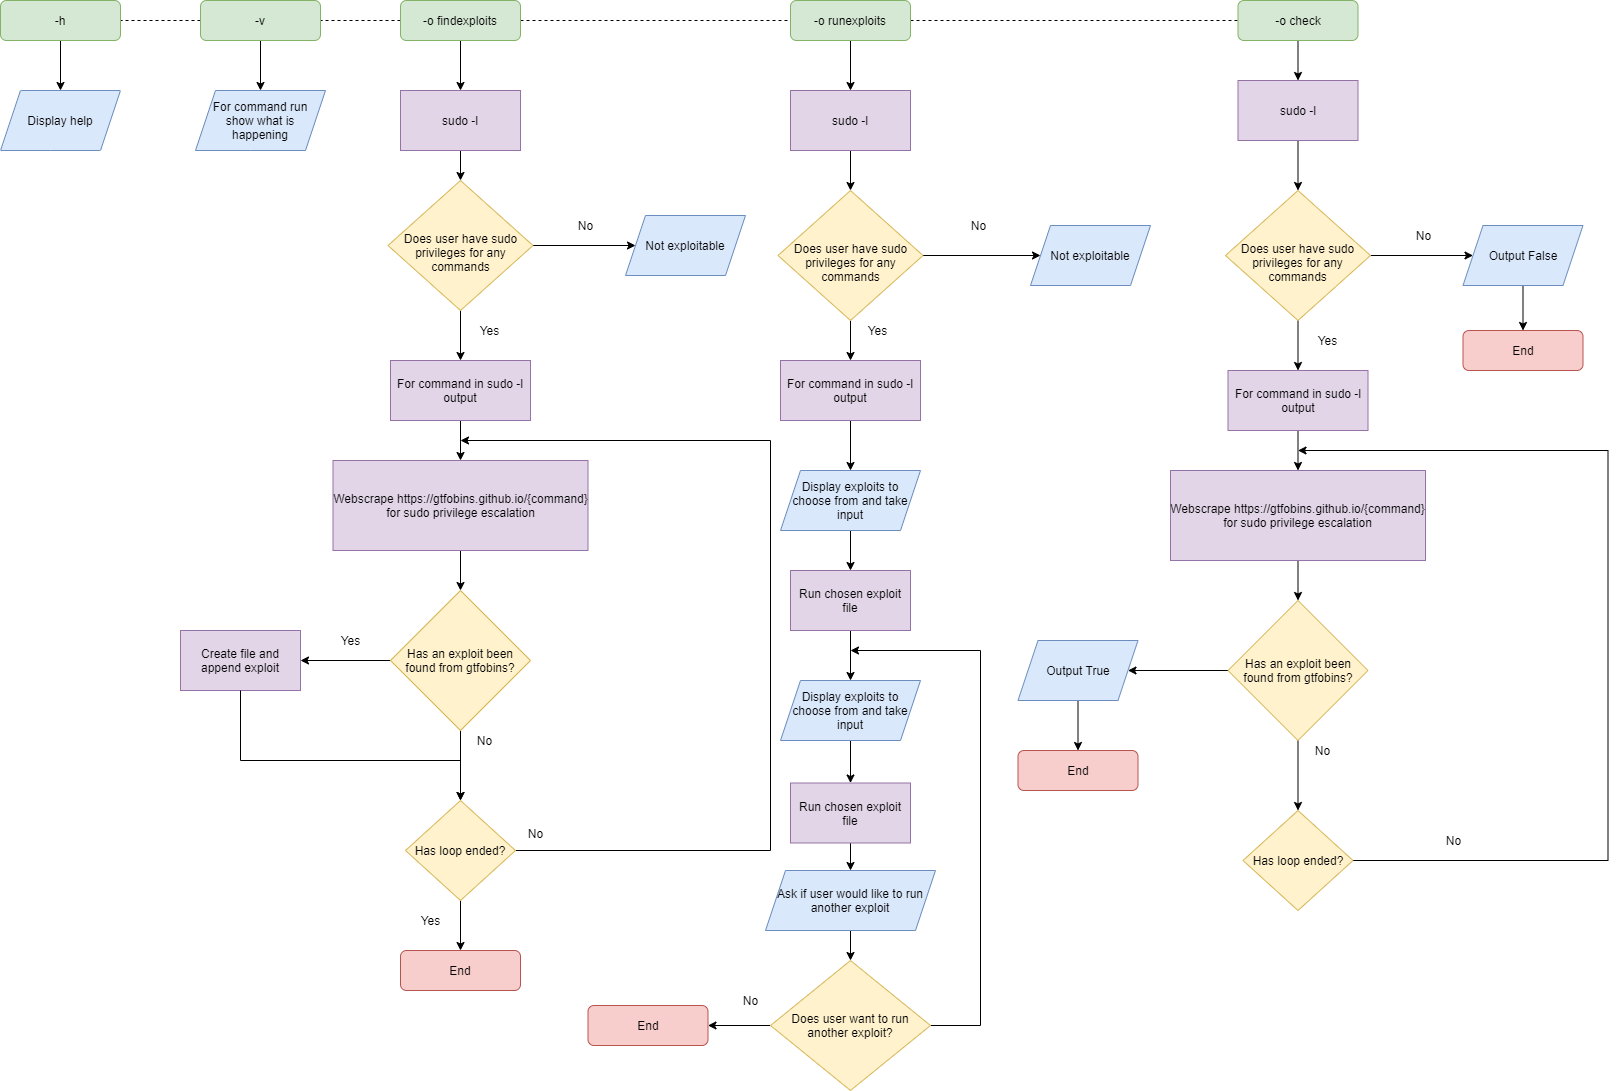 -h
-v
-o findexploits
-o runexploits
-o check
Display help
For command run
show what is
happening
sudo -l
Does user have sudo
privileges for any
commands
No
Not exploitable
Yes
For command in sudo -l
output
Webscrape https://gtfobins.github.io/{command}
for sudo privilege escalation
Has an exploit been
found from gtfobins?
Yes
Create file and
append exploit
No
Has loop ended?
No
Yes
End
sudo -l
Does user have sudo
privileges for any
commands
No
Not exploitable
Yes
For command in sudo -l
output
Display exploits to
choose from and take
input
Run chosen exploit
file
Display exploits to
choose from and take
input
Run chosen exploit
file
Ask if user would like to run
another exploit
Does user want to run
another exploit?
No
End
sudo -l
Does user have sudo
privileges for any
commands
No
Output False
End
Yes
For command in sudo -l
output
Webscrape https://gtfobins.github.io/{command}
for sudo privilege escalation
Has an exploit been
found from gtfobins?
Output True
End
No
Has loop ended?
No